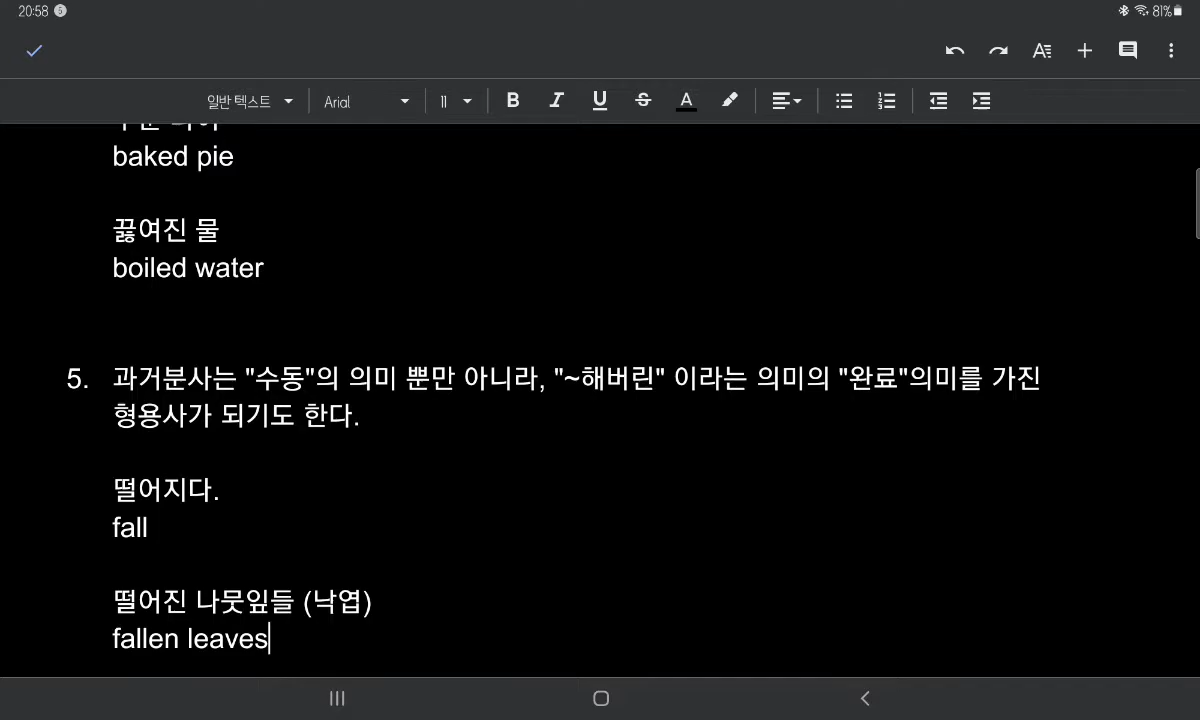 20:58 5 81%
일반 텍스트 Arial 11 B I U S A
baked pie
끓여진 물
boiled water
5. 과거분사는 "수동"의 의미 뿐만 아니라, "~해버린" 이라는 의미의 "완료"의미를 가진
형용사가 되기도 한다.
떨어지다.
fall
떨어진 나뭇잎들 (낙엽)
fallen leaves